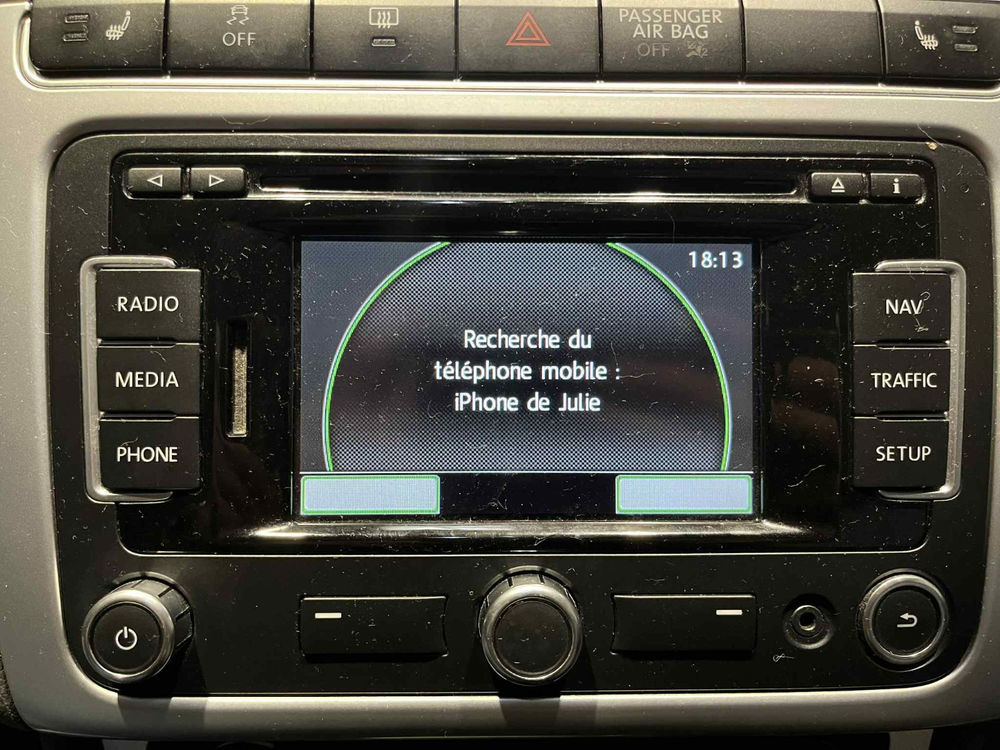 OFF
PASSENGER
AIR BAG
OFF
2
18:13
Recherche du
téléphone mobile :
iPhone de Julie
RADIO
MEDIA
PHONE
NAV
TRAFFIC
SETUP
i